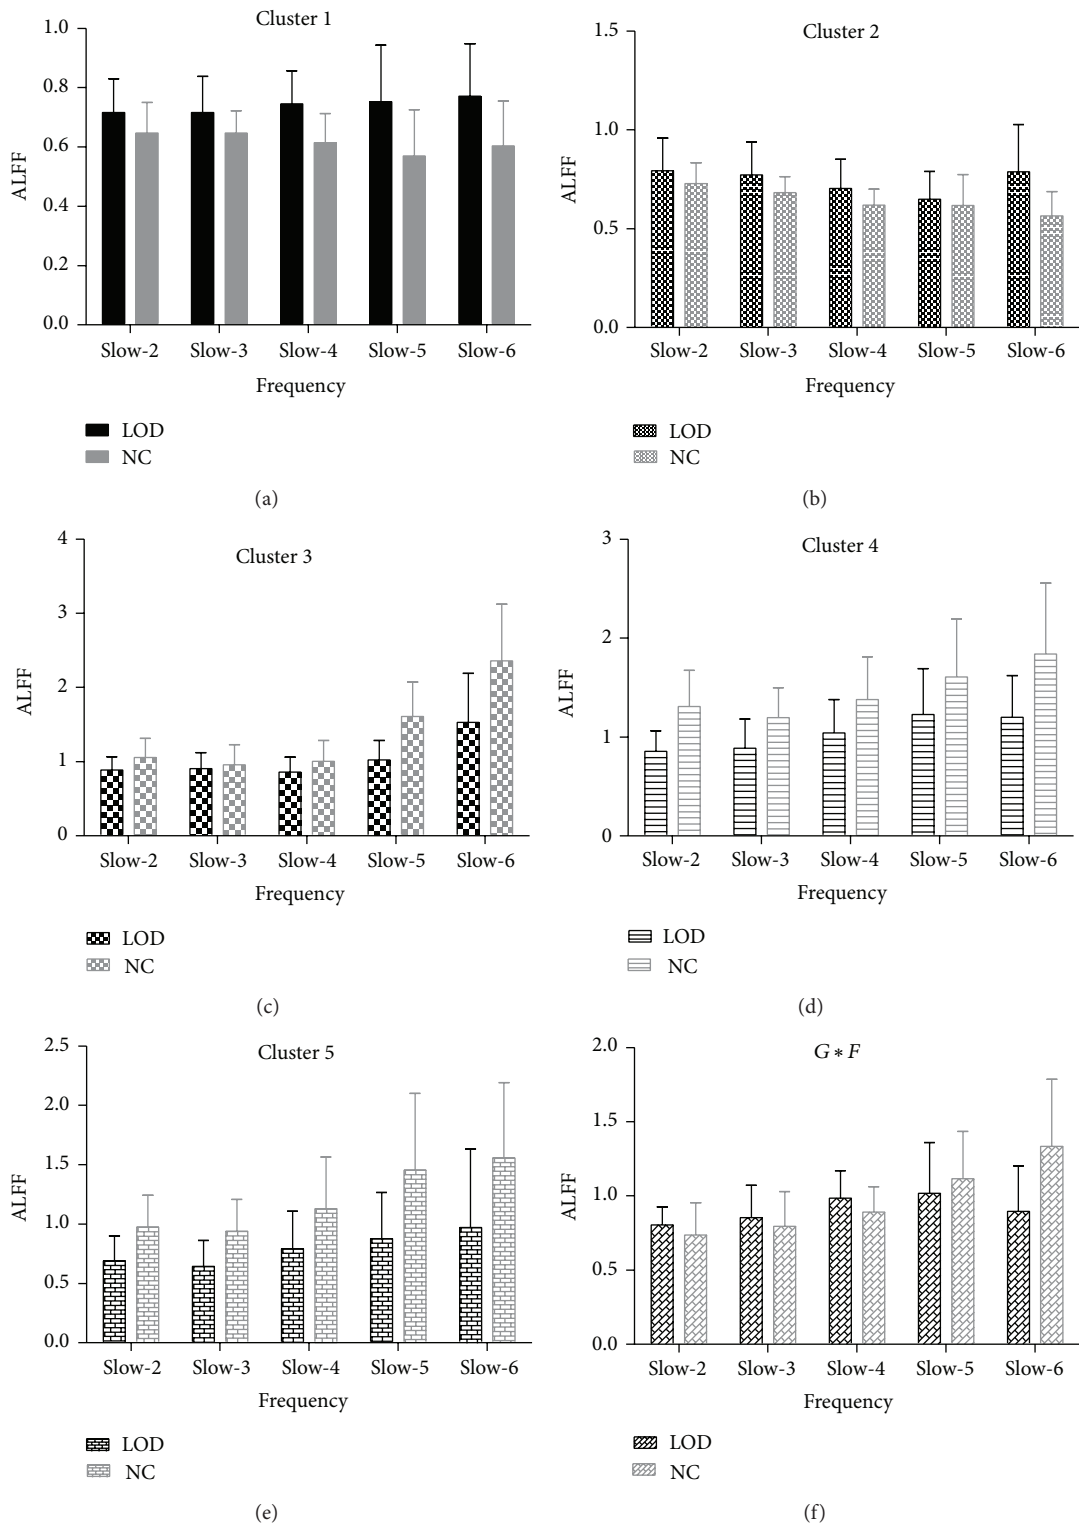 Cluster 1
1.0
0.8
0.6
0.4
0.2
0.0
ALFF
Slow-2 Slow-3 Slow-4 Slow-5 Slow-6
Frequency
LOD
NC
(a)
Cluster 2
1.5
1.0
0.5
0.0
ALFF
Slow-2 Slow-3 Slow-4 Slow-5 Slow-6
Frequency
LOD
NC
(b)
Cluster 3
4
3
2
1
0
ALFF
Slow-2 Slow-3 Slow-4 Slow-5 Slow-6
Frequency
LOD
NC
(c)
Cluster 4
3
2
1
0
ALFF
Slow-2 Slow-3 Slow-4 Slow-5 Slow-6
Frequency
LOD
NC
(d)
Cluster 5
2.5
2.0
1.5
1.0
0.5
0.0
ALFF
Slow-2 Slow-3 Slow-4 Slow-5 Slow-6
Frequency
LOD
NC
(e)
G ∗ F
2.0
1.5
1.0
0.5
0.0
ALFF
Slow-2 Slow-3 Slow-4 Slow-5 Slow-6
Frequency
LOD
NC
(f)